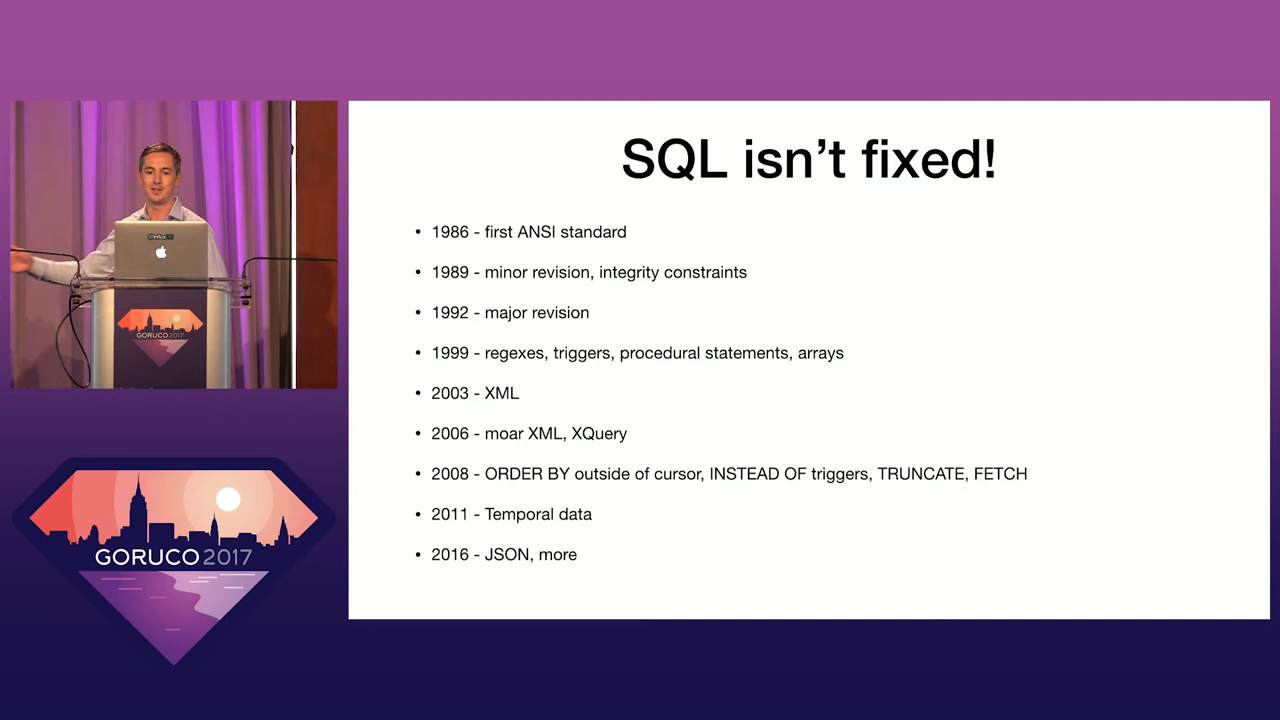 SQL isn’t fixed!
• 1986 - first ANSI standard
• 1989 - minor revision, integrity constraints
• 1992 - major revision
• 1999 - regexes, triggers, procedural statements, arrays
• 2003 - XML
• 2006 - moar XML, XQuery
• 2008 - ORDER BY outside of cursor, INSTEAD OF triggers, TRUNCATE, FETCH
• 2011 - Temporal data
• 2016 - JSON, more
GORUCO 2017
GORUCO 2017